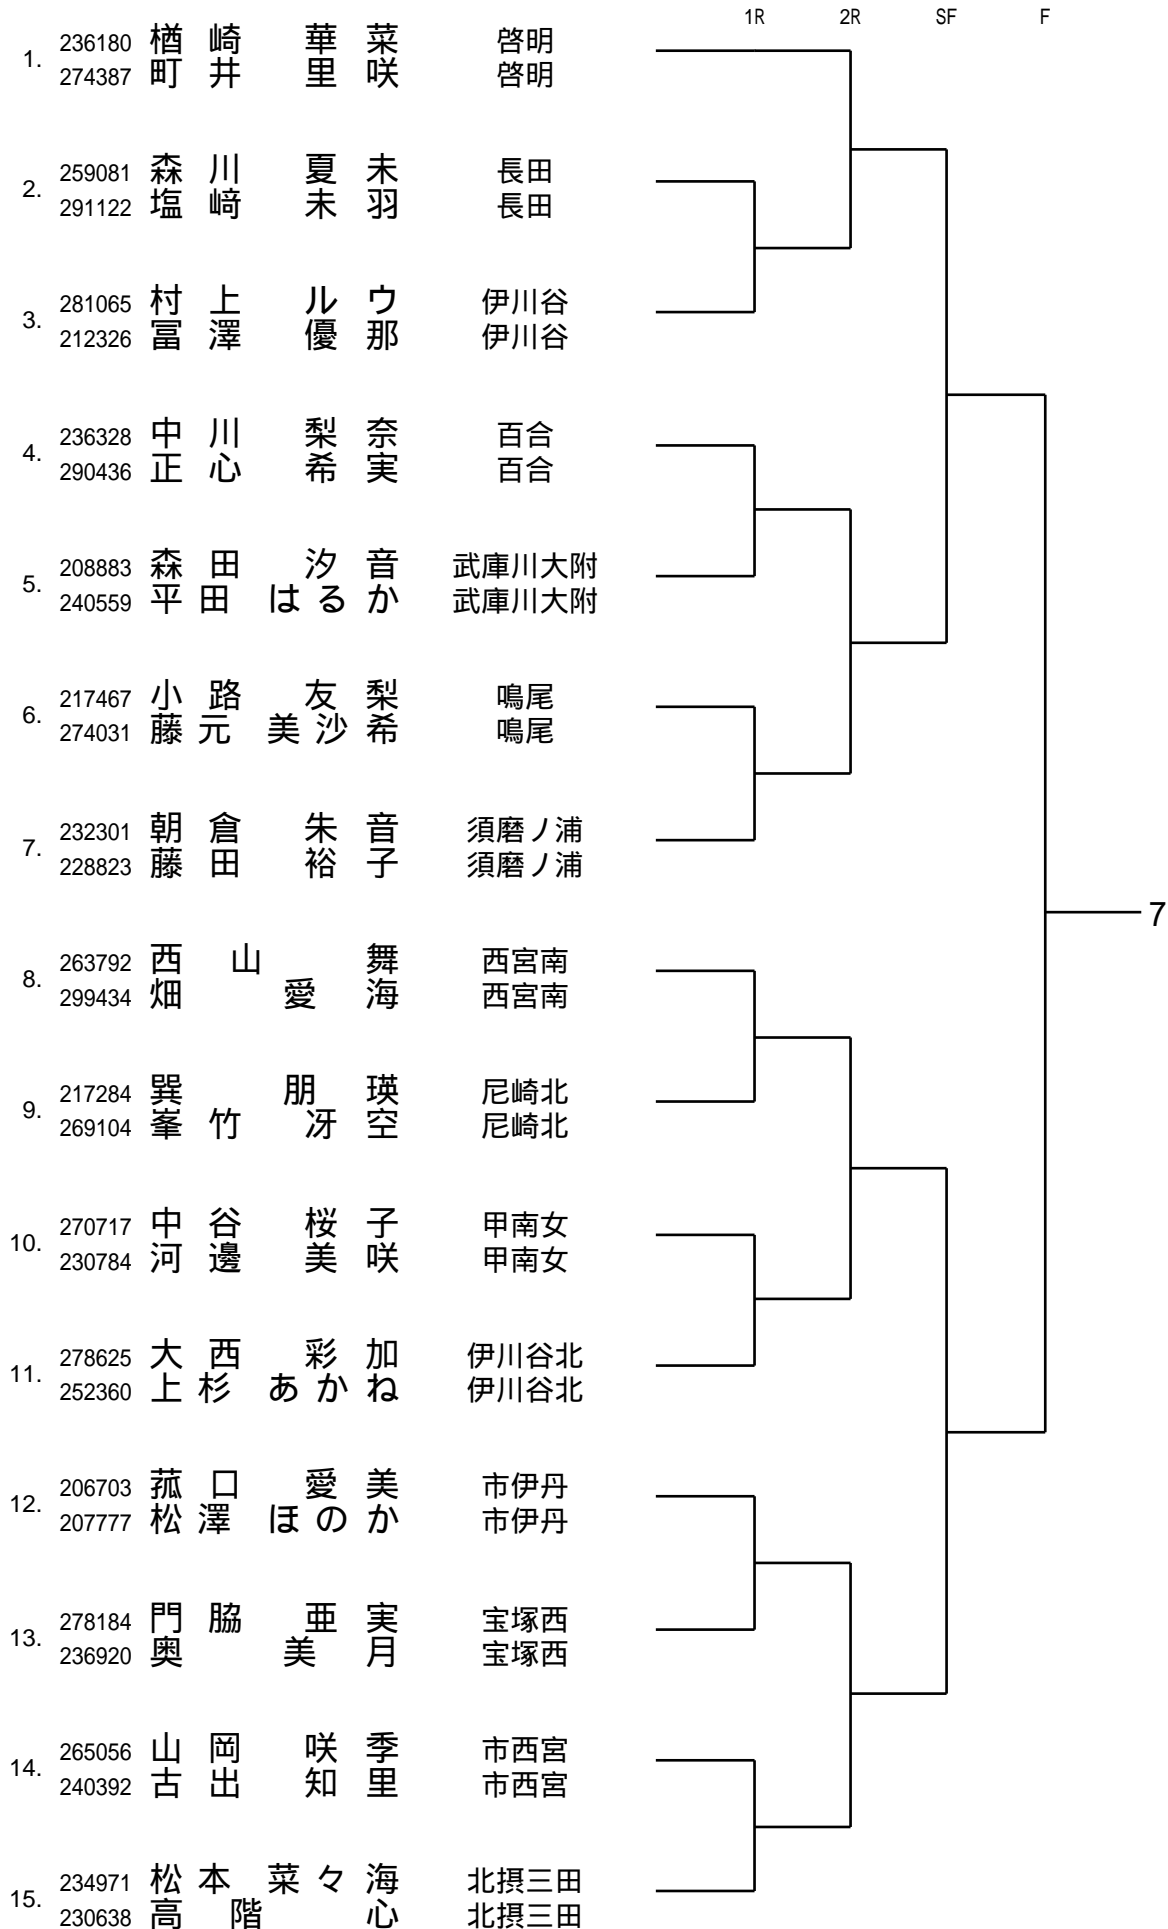 1R 2R SF F
1. 236180 楢崎 華菜 啓明
274387 町井 里咲 啓明
2. 259081 森川 夏未 長田
291122 塩﨑 未羽 長田
3. 281065 村上 ルウ 伊川谷
212326 冨澤 優那 伊川谷
4. 236328 中川 梨奈 百合
290436 正心 希実 百合
5. 208883 森田 汐音 武庫川大附
240559 平田 はるか 武庫川大附
6. 217467 小路 友梨 鳴尾
274031 藤元 美沙希 鳴尾
7. 232301 朝倉 朱音 須磨ノ浦
228823 藤田 裕子 須磨ノ浦
7
8. 263792 西山 舞 西宮南
299434 畑 愛海 西宮南
9. 217284 巽 朋瑛 尼崎北
269104 峯竹 冴空 尼崎北
10. 270717 中谷 桜子 甲南女
230784 河邊 美咲 甲南女
11. 278625 大西 彩加 伊川谷北
252360 上杉 あかね 伊川谷北
12. 206703 菰口 愛美 市伊丹
207777 松澤 ほのか 市伊丹
13. 278184 門脇 亜実 宝塚西
236920 奥 美月 宝塚西
14. 265056 山岡 咲季 市西宮
240392 古出 知里 市西宮
15. 234971 松本 菜々海 北摂三田
230638 高階 心 北摂三田